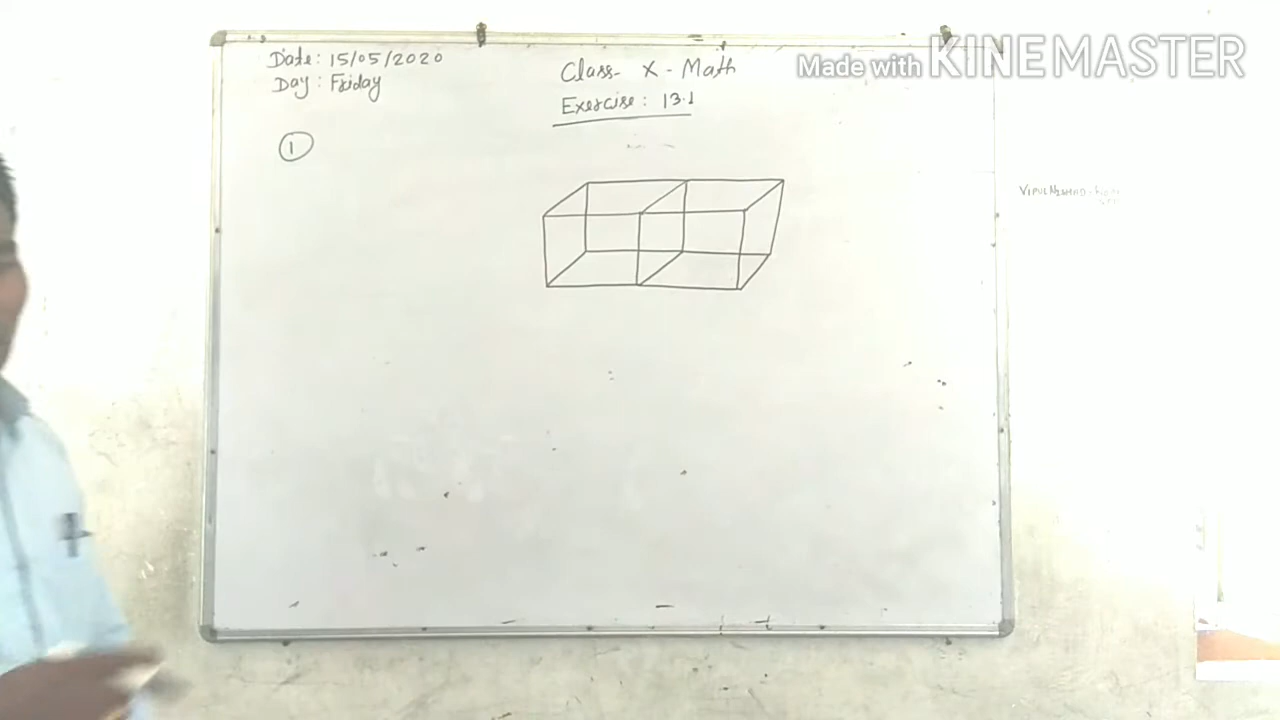 Date: 15/05/2020
Day: Friday
Class- X - Math
Exercise: 13.1
Made with KINEMASTER
1